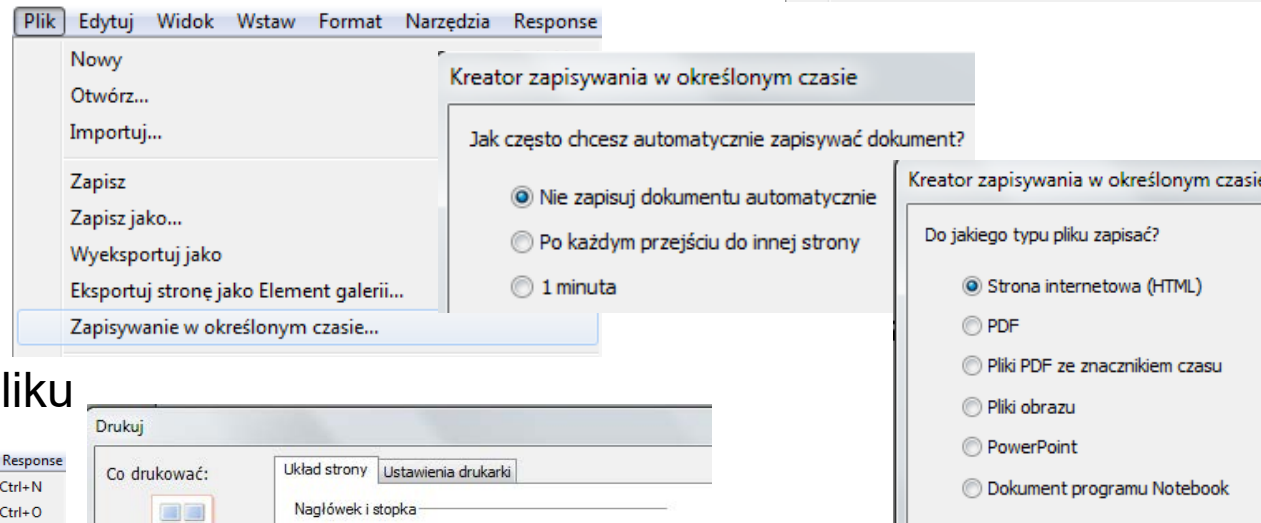 Plik Edytuj Widok Wstaw Format Narzędzia Response
Nowy
Otwórz...
Importuj...
Zapisz
Zapisz jako...
Wyeksportuj jako
Eksportuj stronę jako Element galerii...
Zapisywanie w określonym czasie...
Kreator zapisywania w określonym czasie
Jak często chcesz automatycznie zapisywać dokument?
Nie zapisuj dokumentu automatycznie
Po każdym przejściu do innej strony
1 minuta
Kreator zapisywania w określonym czasie
Do jakiego typu pliku zapisać?
Strona internetowa (HTML)
PDF
Pliki PDF ze znacznikiem czasu
Pliki obrazu
PowerPoint
Dokument programu Notebook
liku
Response
Ctrl+N
Ctrl+O
Drukuj
Co drukować:
Układ strony Ustawienia drukarki
Nagłówek i stopka